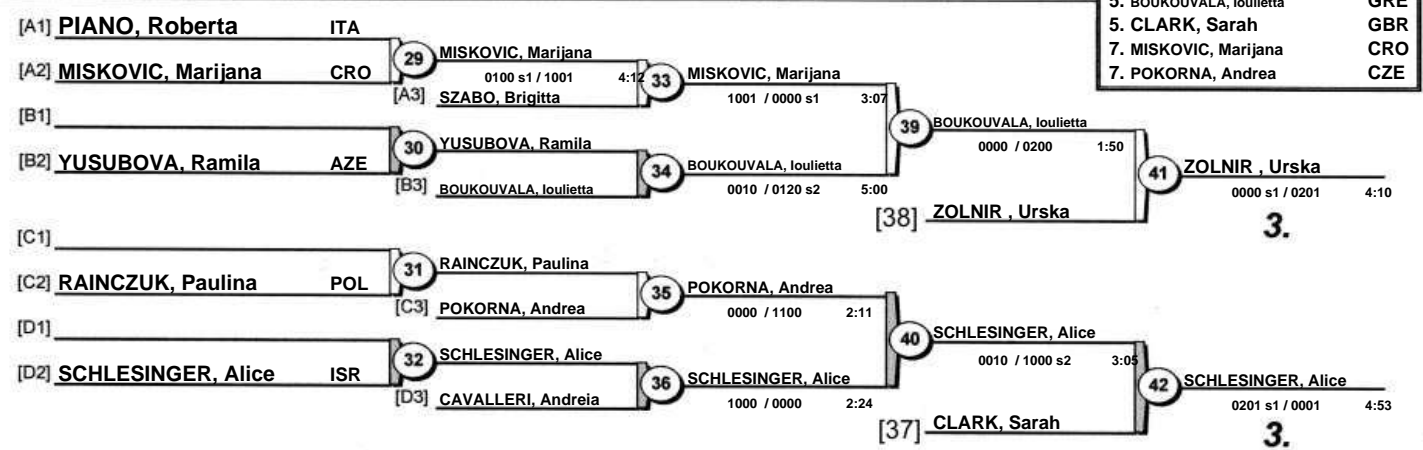 5. BOUKOUVALA, Ioulietta GRE
5. CLARK, Sarah GBR
7. MISKOVIC, Marijana CRO
7. POKORNA, Andrea CZE
[A1] PIANO, Roberta ITA
[A2] MISKOVIC, Marijana CRO
29
MISKOVIC, Marijana
0100 s1 / 1001 4:12
[A3] SZABO, Brigitta
33
MISKOVIC, Marijana
1001 / 0000 s1 3:07
[B1]
[B2] YUSUBOVA, Ramila AZE
30
YUSUBOVA, Ramila
[B3] BOUKOUVALA, Ioulietta
34
BOUKOUVALA, Ioulietta
0010 / 0120 s2 5:00
39
BOUKOUVALA, Ioulietta
0000 / 0200 1:50
[38] ZOLNIR , Urska
41
ZOLNIR , Urska
0000 s1 / 0201 4:10
3.
[C1]
[C2] RAINCZUK, Paulina POL
31
RAINCZUK, Paulina
[C3] POKORNA, Andrea
35
POKORNA, Andrea
0000 / 1100 2:11
[D1]
[D2] SCHLESINGER, Alice ISR
32
SCHLESINGER, Alice
[D3] CAVALLERI, Andreia
36
SCHLESINGER, Alice
1000 / 0000 2:24
40
SCHLESINGER, Alice
0010 / 1000 s2 3:05
[37] CLARK, Sarah
42
SCHLESINGER, Alice
0201 s1 / 0001 4:53
3.